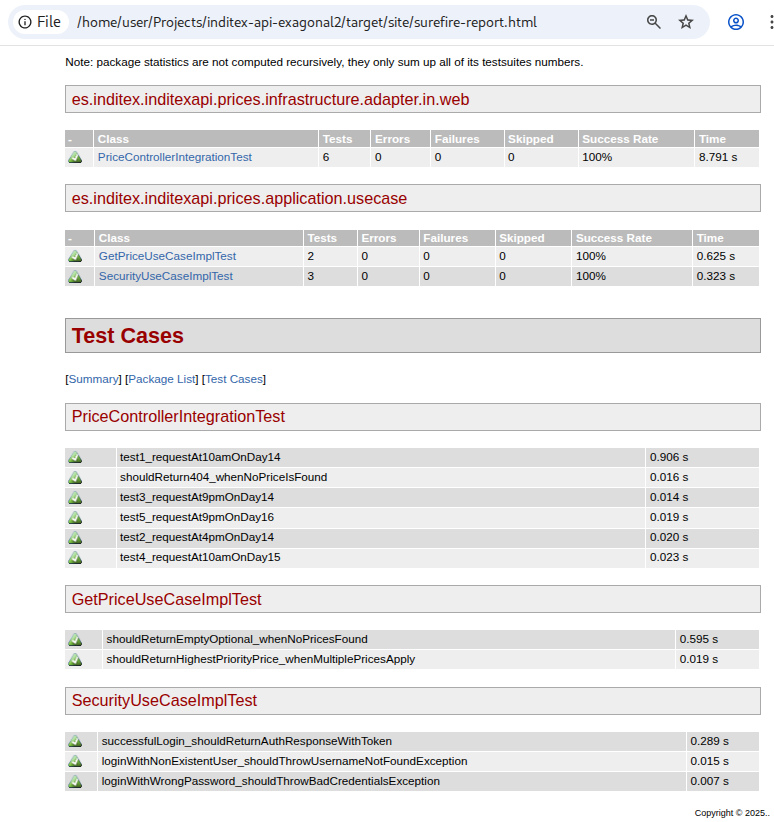 File /home/user/Projects/initex-api-exagonal2/target/site/surefire-report.html
Note: package statistics are not computed recursively, they only sum up all of its testsuites numbers.
es.inditex.inditexapi.prices.infrastructure.adapter.in.web
- Class Tests Errors Failures Skipped Success Rate Time
PriceControllerIntegrationTest 6 0 0 0 100% 8.791 s
es.inditex.inditexapi.prices.application.usecase
- Class Tests Errors Failures Skipped Success Rate Time
GetPriceUseCaseImplTest 2 0 0 0 100% 0.625 s
SecurityUseCaseImplTest 3 0 0 0 100% 0.323 s
Test Cases
[Summary] [Package List] [Test Cases]
PriceControllerIntegrationTest
test1_requestAt10amOnDay14 0.906 s
shouldReturn404_whenNoPriceIsFound 0.016 s
test3_requestAt9pmOnDay14 0.014 s
test5_requestAt9pmOnDay16 0.019 s
test2_requestAt4pmOnDay14 0.020 s
test4_requestAt10amOnDay15 0.023 s
GetPriceUseCaseImplTest
shouldReturnEmptyOptional_whenNoPricesFound 0.595 s
shouldReturnHighestPriorityPrice_whenMultiplePricesApply 0.019 s
SecurityUseCaseImplTest
successfulLogin_shouldReturnAuthResponseWithToken 0.289 s
loginWithNonExistentUser_shouldThrowUsernameNotFoundException 0.015 s
loginWithWrongPassword_shouldThrowBadCredentialsException 0.007 s
Copyright © 2025..